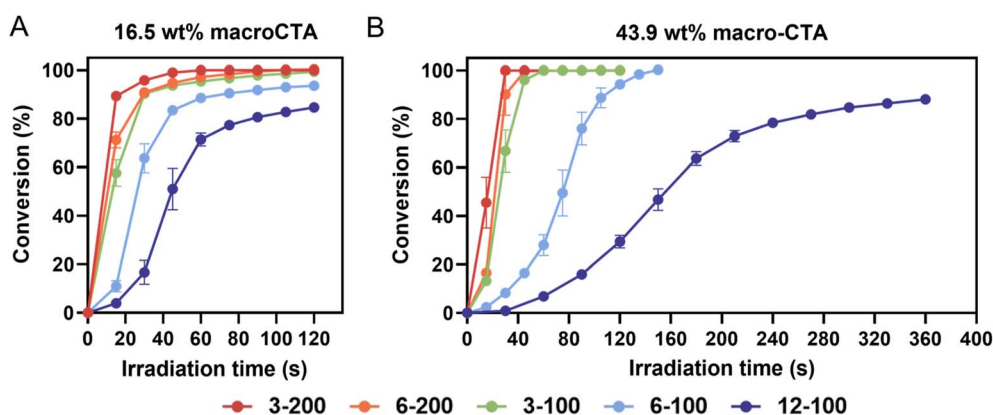 A
16.5 wt% macroCTA
Conversion (%)
100
80
60
40
20
0
0 20 40 60 80 100 120
Irradiation time (s)
B
43.9 wt% macro-CTA
Conversion (%)
100
80
60
40
20
0
0 40 80 120 160 200 240 280 320 360 400
Irradiation time (s)
3-200 6-200 3-100 6-100 12-100